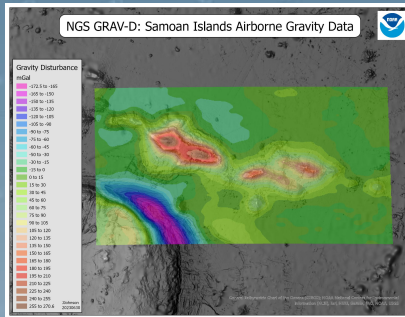 NGS GRAV-D: Samoan Islands Airborne Gravity Data
Gravity Disturbance
mGal
-172.5 to -165
-165 to -150
-150 to -135
-135 to -120
-120 to -105
-105 to -90
-90 to -75
-75 to -60
-60 to -45
-50 to -10
-30 to -15
-15 to 0
0 to 15
15 to 30
30 to 45
45 to 60
60 to 75
75 to 90
90 to 105
105 to 120
120 to 135
135 to 150
150 to 165
165 to 180
180 to 195
195 to 210
210 to 225
225 to 240
240 to 255
255 to 270.6